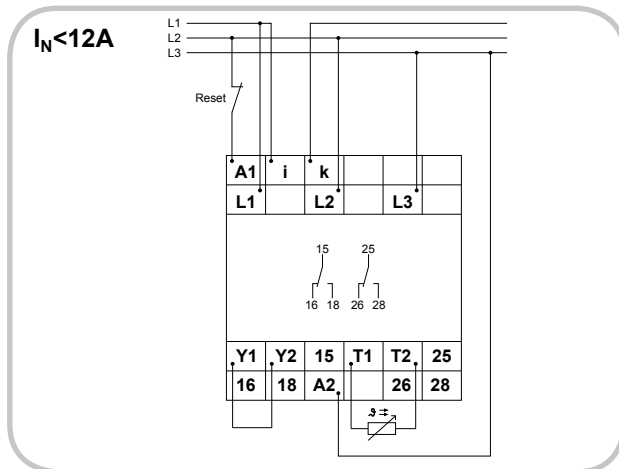 I_N<12A
L1
L2
L3
Reset
A1 i k
L1 L2 L3
15 25
16 18 26 28
Y1 Y2 15 T1 T2 25
16 18 A2 26 28
ϑ